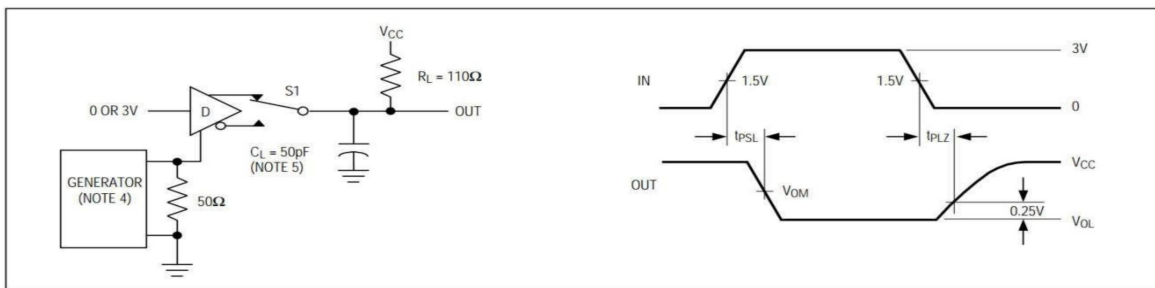 VCC
RL = 110Ω
S1
0 OR 3V
D
OUT
CL = 50pF
(NOTE 5)
GENERATOR
(NOTE 4)
50Ω
3V
IN
1.5V
1.5V
0
tPSL
tPLZ
VCC
OUT
VOM
0.25V
VOL